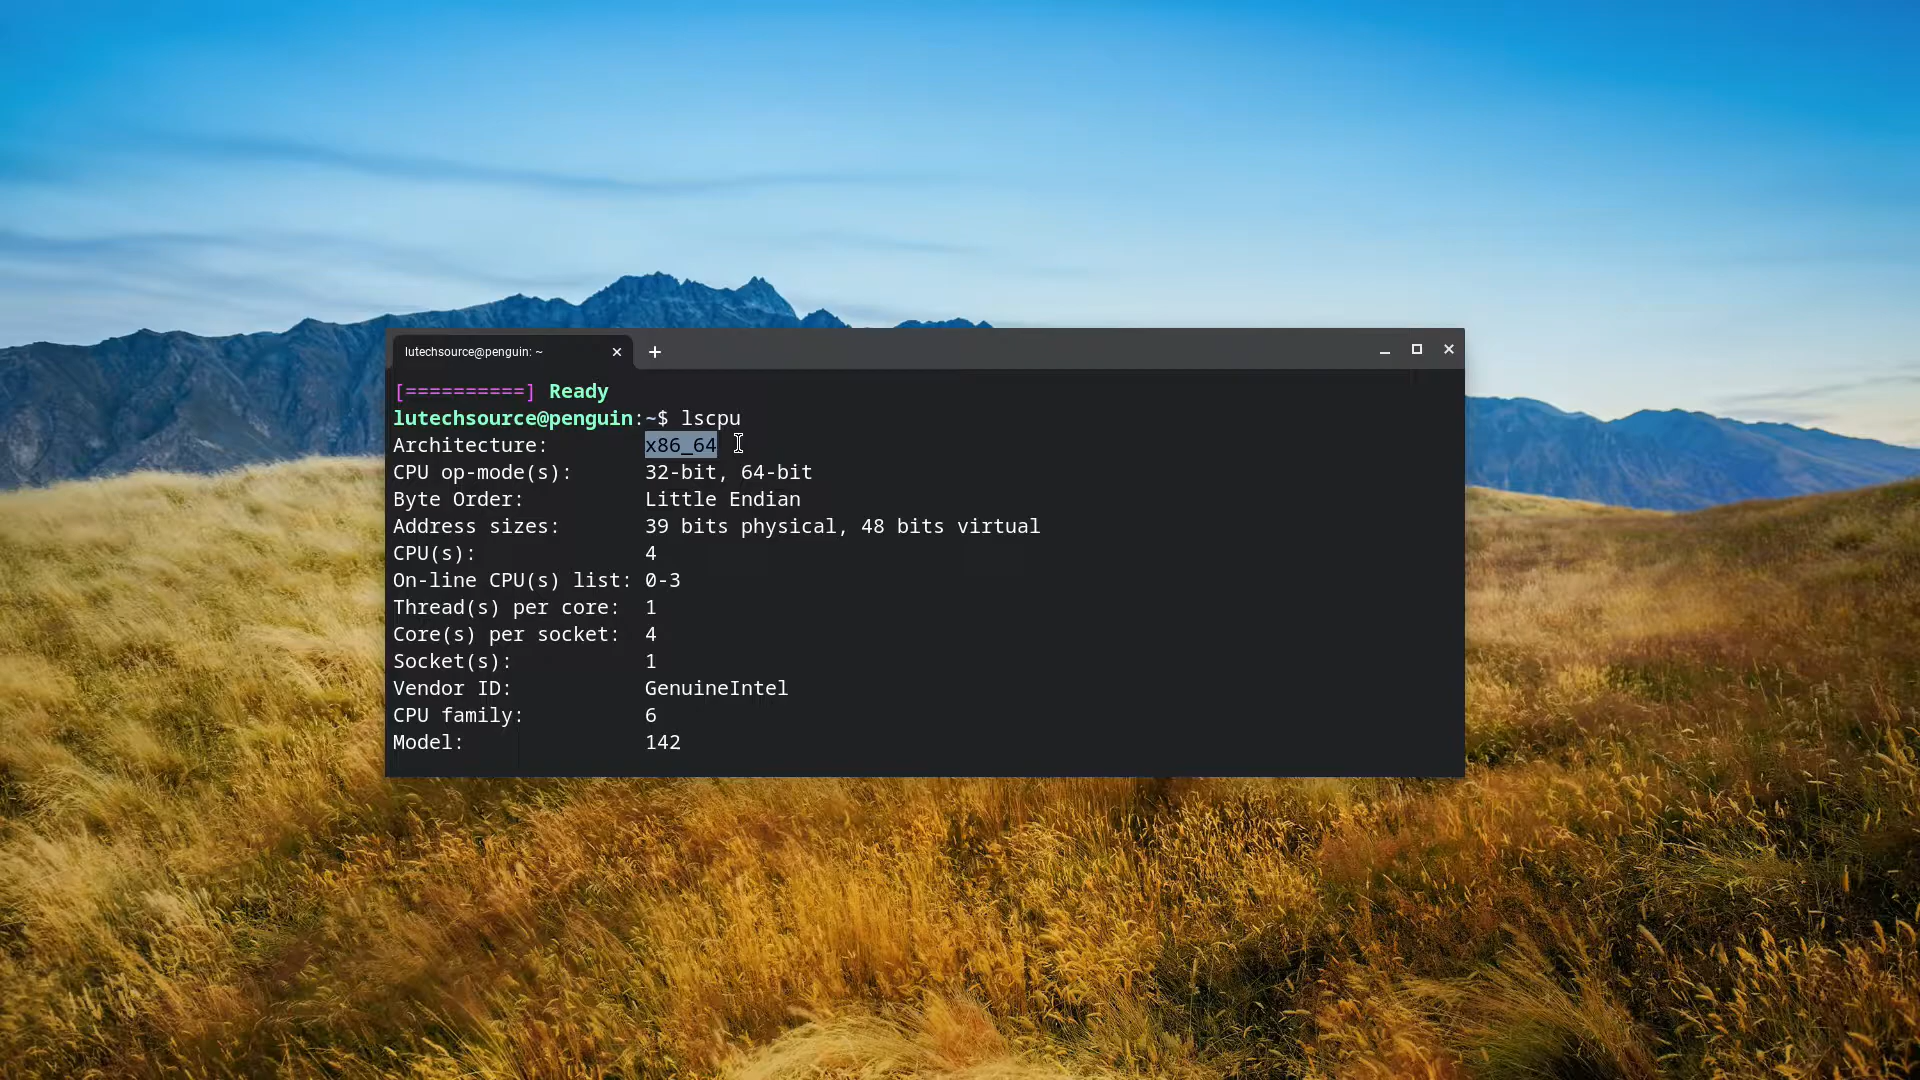 lutechsource@penguin: ~
[==========] Ready
lutechsource@penguin:~$ lscpu
Architecture: x86_64
CPU op-mode(s): 32-bit, 64-bit
Byte Order: Little Endian
Address sizes: 39 bits physical, 48 bits virtual
CPU(s): 4
On-line CPU(s) list: 0-3
Thread(s) per core: 1
Core(s) per socket: 4
Socket(s): 1
Vendor ID: GenuineIntel
CPU family: 6
Model: 142